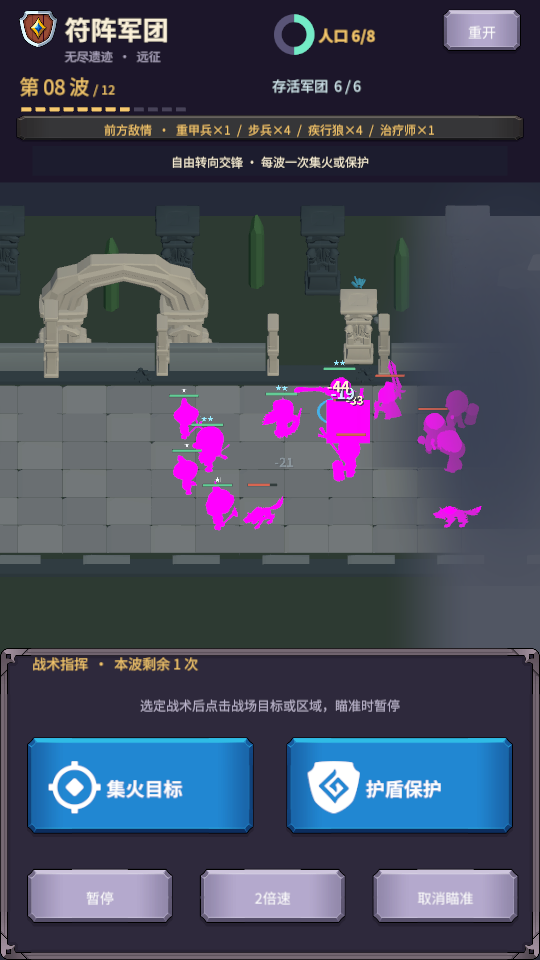 符阵军团
人口 6/8
重开
无尽遗迹 · 远征
第 08 波 / 12
存活军团 6 / 6
前方敌情 · 重甲兵×1 / 步兵×4 / 疾行狼×4 / 治疗师×1
自由转向交锋 · 每波一次集火或保护
-44
-19
-33
-21
战术指挥 · 本波剩余 1 次
选定战术后点击战场目标或区域，瞄准时暂停
集火目标
护盾保护
暂停
2倍速
取消瞄准